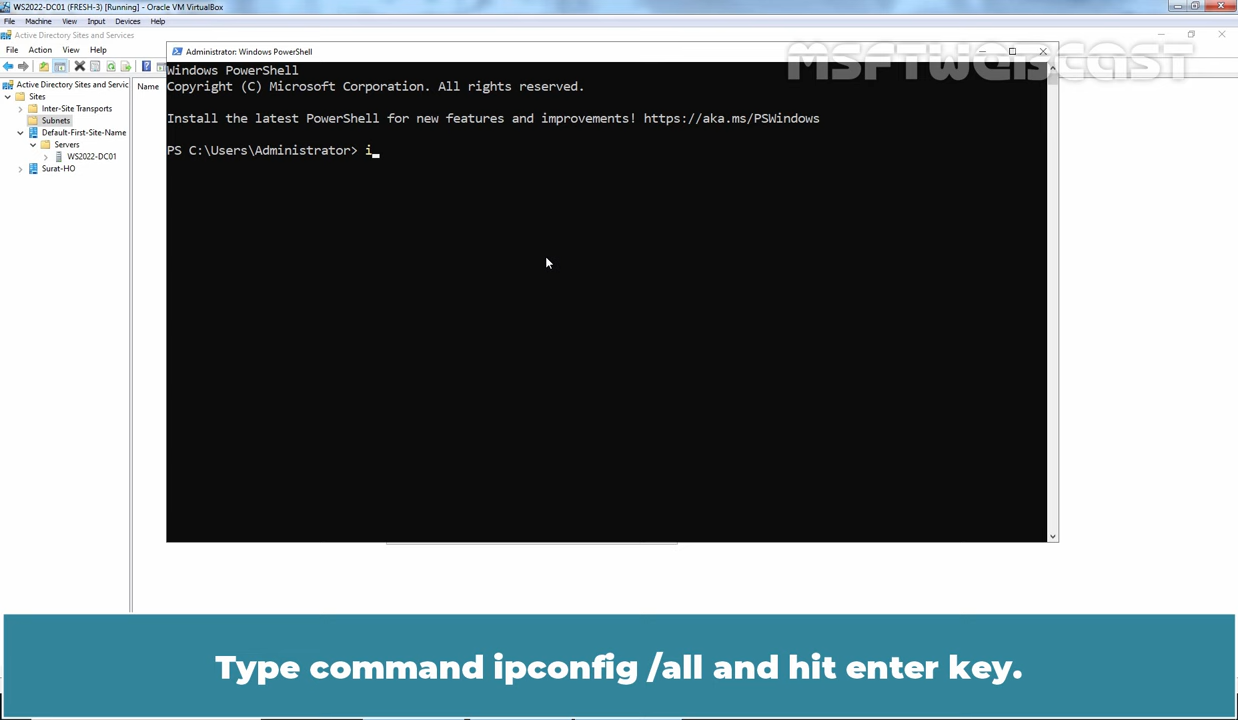 WS2022-DC01 (FRESH-3) [Running] - Oracle VM VirtualBox
File Machine View Input Devices Help
Active Directory Sites and Services
File Action View Help
Administrator: Windows PowerShell
MSFTWEBCAST
Active Directory Sites and Servic
Name
Sites
Inter-Site Transports
Subnets
Default-First-Site-Name
Servers
WS2022-DC01
Surat-HO
Windows PowerShell
Copyright (C) Microsoft Corporation. All rights reserved.
Install the latest PowerShell for new features and improvements! https://aka.ms/PSWindows
PS C:\Users\Administrator> i_
Type command ipconfig /all and hit enter key.